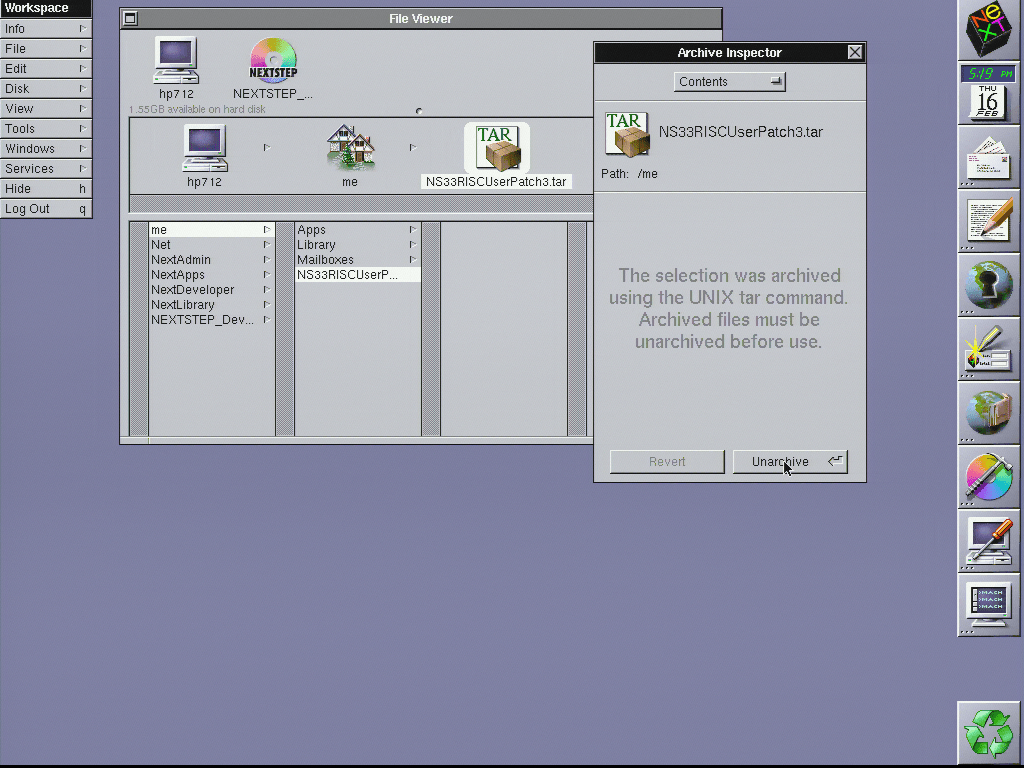 Workspace
Info
File
Edit
Disk
View
Tools
Windows
Services
Hide h
Log Out q
File Viewer
hp712
NEXTSTEP
NEXTSTEP_...
1.55GB available on hard disk
hp712
me
TAR
NS33RISCUserPatch3.tar
me
Net
NextAdmin
NextApps
NextDeveloper
NextLibrary
NEXTSTEP_Dev...
Apps
Library
Mailboxes
NS33RISCUserP...
Archive Inspector
Contents
TAR
NS33RISCUserPatch3.tar
Path: /me
The selection was archived
using the UNIX tar command.
Archived files must be
unarchived before use.
Revert
Unarchive
NeXT
5:19 PM
THU
16
FEB
>MACH
>MACH
>MACH